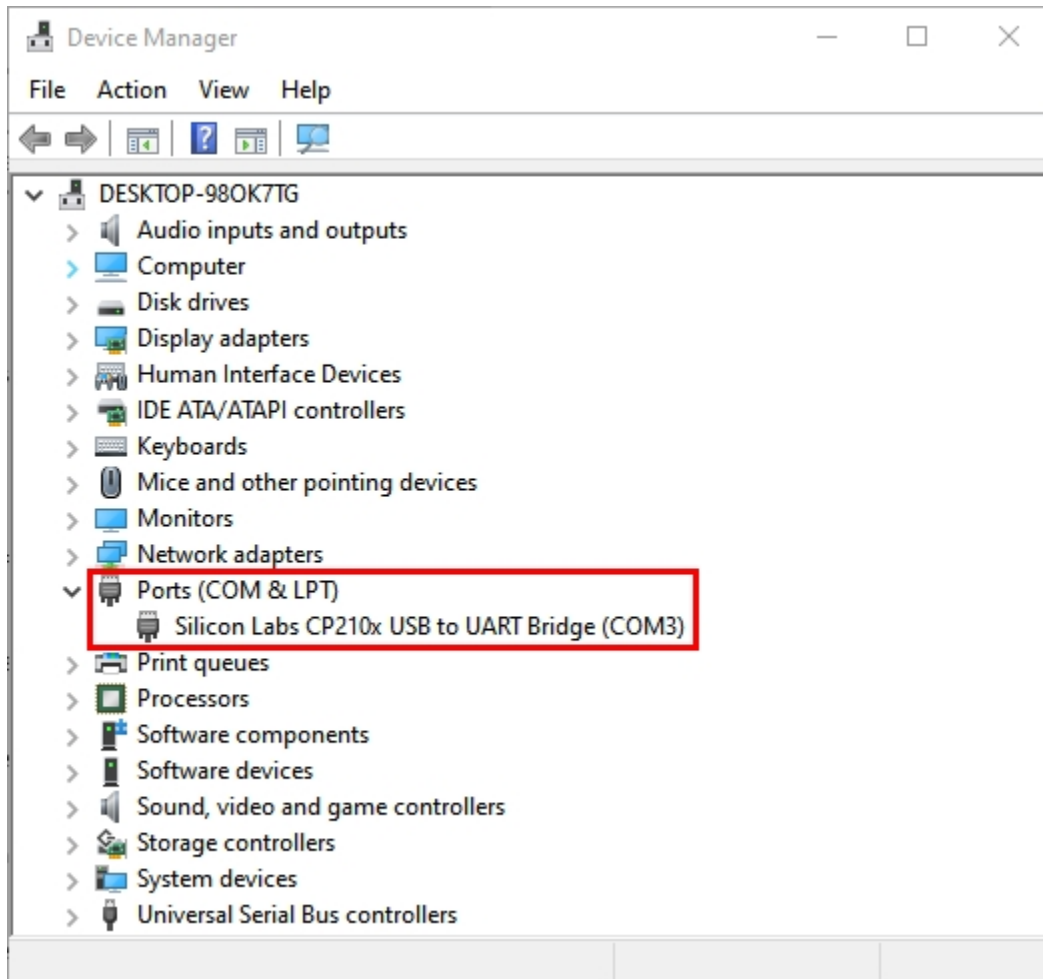 Device Manager
File Action View Help
DESKTOP-98OK7TG
Audio inputs and outputs
Computer
Disk drives
Display adapters
Human Interface Devices
IDE ATA/ATAPI controllers
Keyboards
Mice and other pointing devices
Monitors
Network adapters
Ports (COM & LPT)
Silicon Labs CP210x USB to UART Bridge (COM3)
Print queues
Processors
Software components
Software devices
Sound, video and game controllers
Storage controllers
System devices
Universal Serial Bus controllers